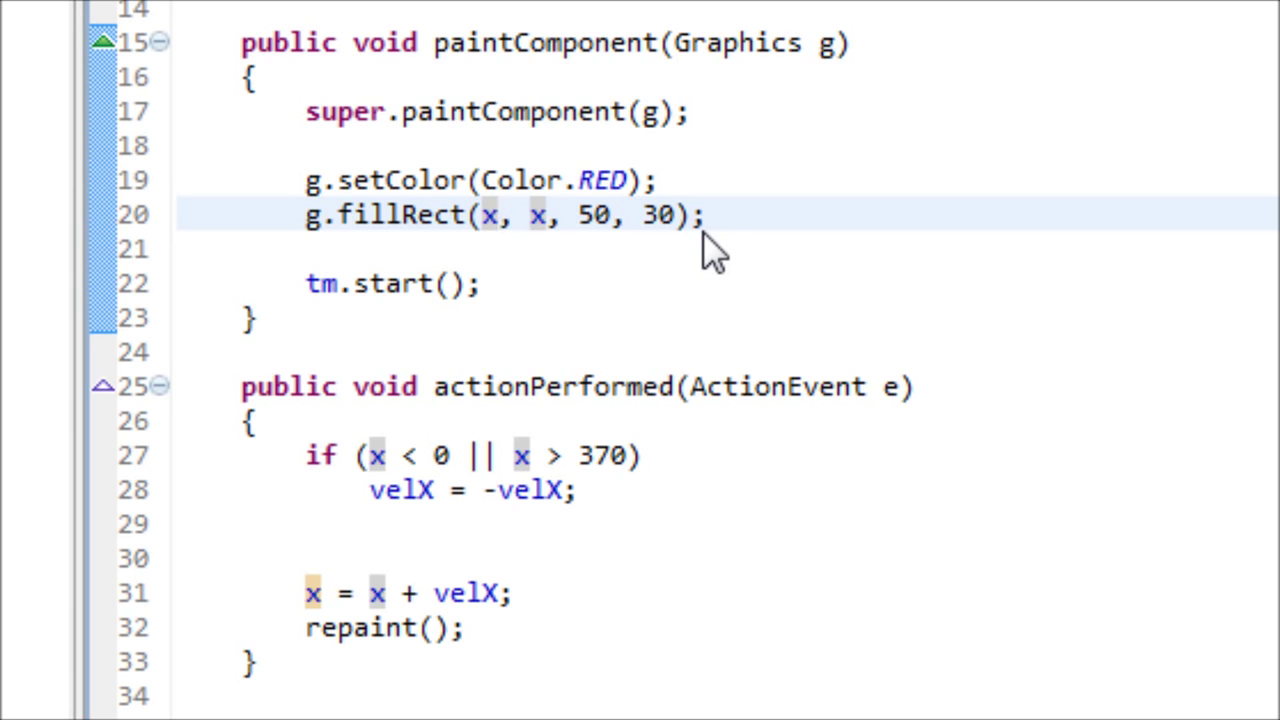 14
15 public void paintComponent(Graphics g)
16 {
17 super.paintComponent(g);
18
19 g.setColor(Color.RED);
20 g.fillRect(x, x, 50, 30);
21
22 tm.start();
23 }
24
25 public void actionPerformed(ActionEvent e)
26 {
27 if (x < 0 || x > 370)
28 velX = -velX;
29
30
31 x = x + velX;
32 repaint();
33 }
34